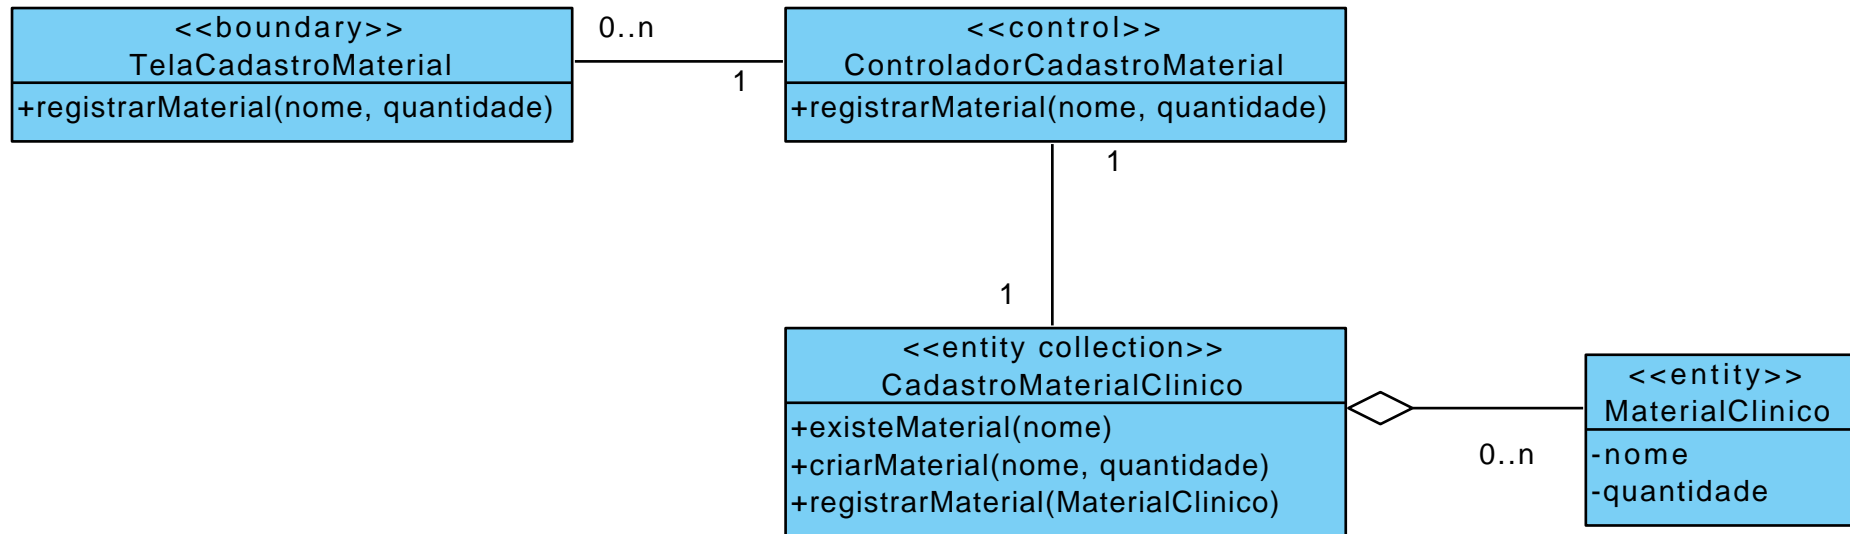 <<boundary>>
TelaCadastroMaterial
+registrarMaterial(nome, quantidade)
0..n
1
<<control>>
ControladorCadastroMaterial
+registrarMaterial(nome, quantidade)
1
1
<<entity collection>>
CadastroMaterialClinico
+existeMaterial(nome)
+criarMaterial(nome, quantidade)
+registrarMaterial(MaterialClinico)
0..n
<<entity>>
MaterialClinico
-nome
-quantidade